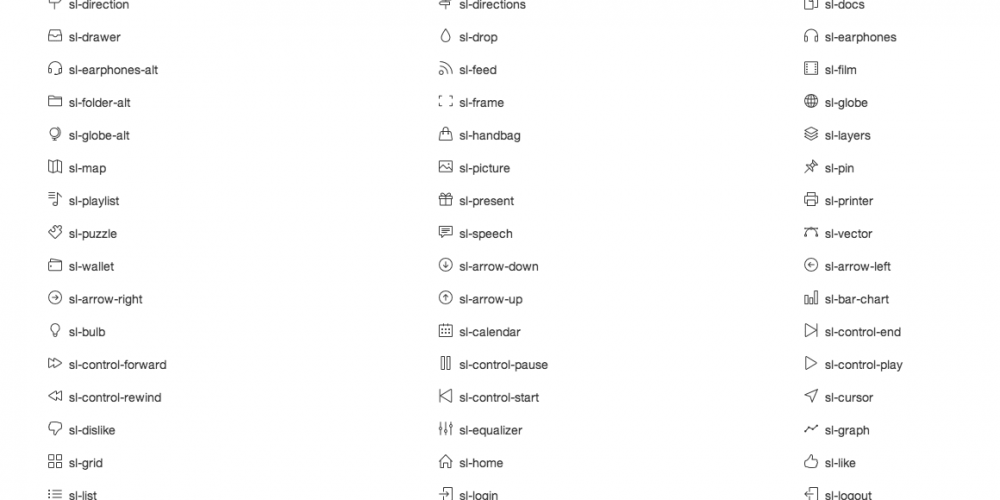 sl-direction sl-directions sl-docs
sl-drawer sl-drop sl-earphones
sl-earphones-alt sl-feed sl-film
sl-folder-alt sl-frame sl-globe
sl-globe-alt sl-handbag sl-layers
sl-map sl-picture sl-pin
sl-playlist sl-present sl-printer
sl-puzzle sl-speech sl-vector
sl-wallet sl-arrow-down sl-arrow-left
sl-arrow-right sl-arrow-up sl-bar-chart
sl-bulb sl-calendar sl-control-end
sl-control-forward sl-control-pause sl-control-play
sl-control-rewind sl-control-start sl-cursor
sl-dislike sl-equalizer sl-graph
sl-grid sl-home sl-like
sl-list sl-login sl-logout